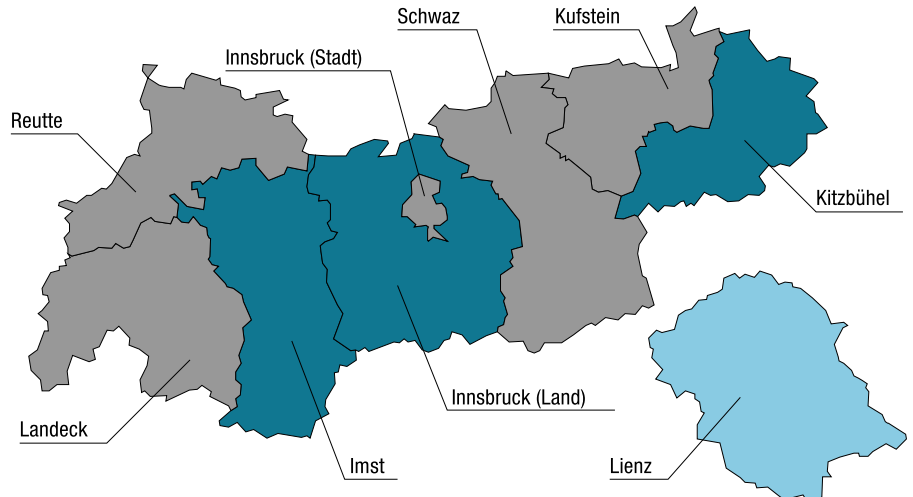 Schwaz
Kufstein
Innsbruck (Stadt)
Reutte
Kitzbühel
Innsbruck (Land)
Landeck
Imst
Lienz